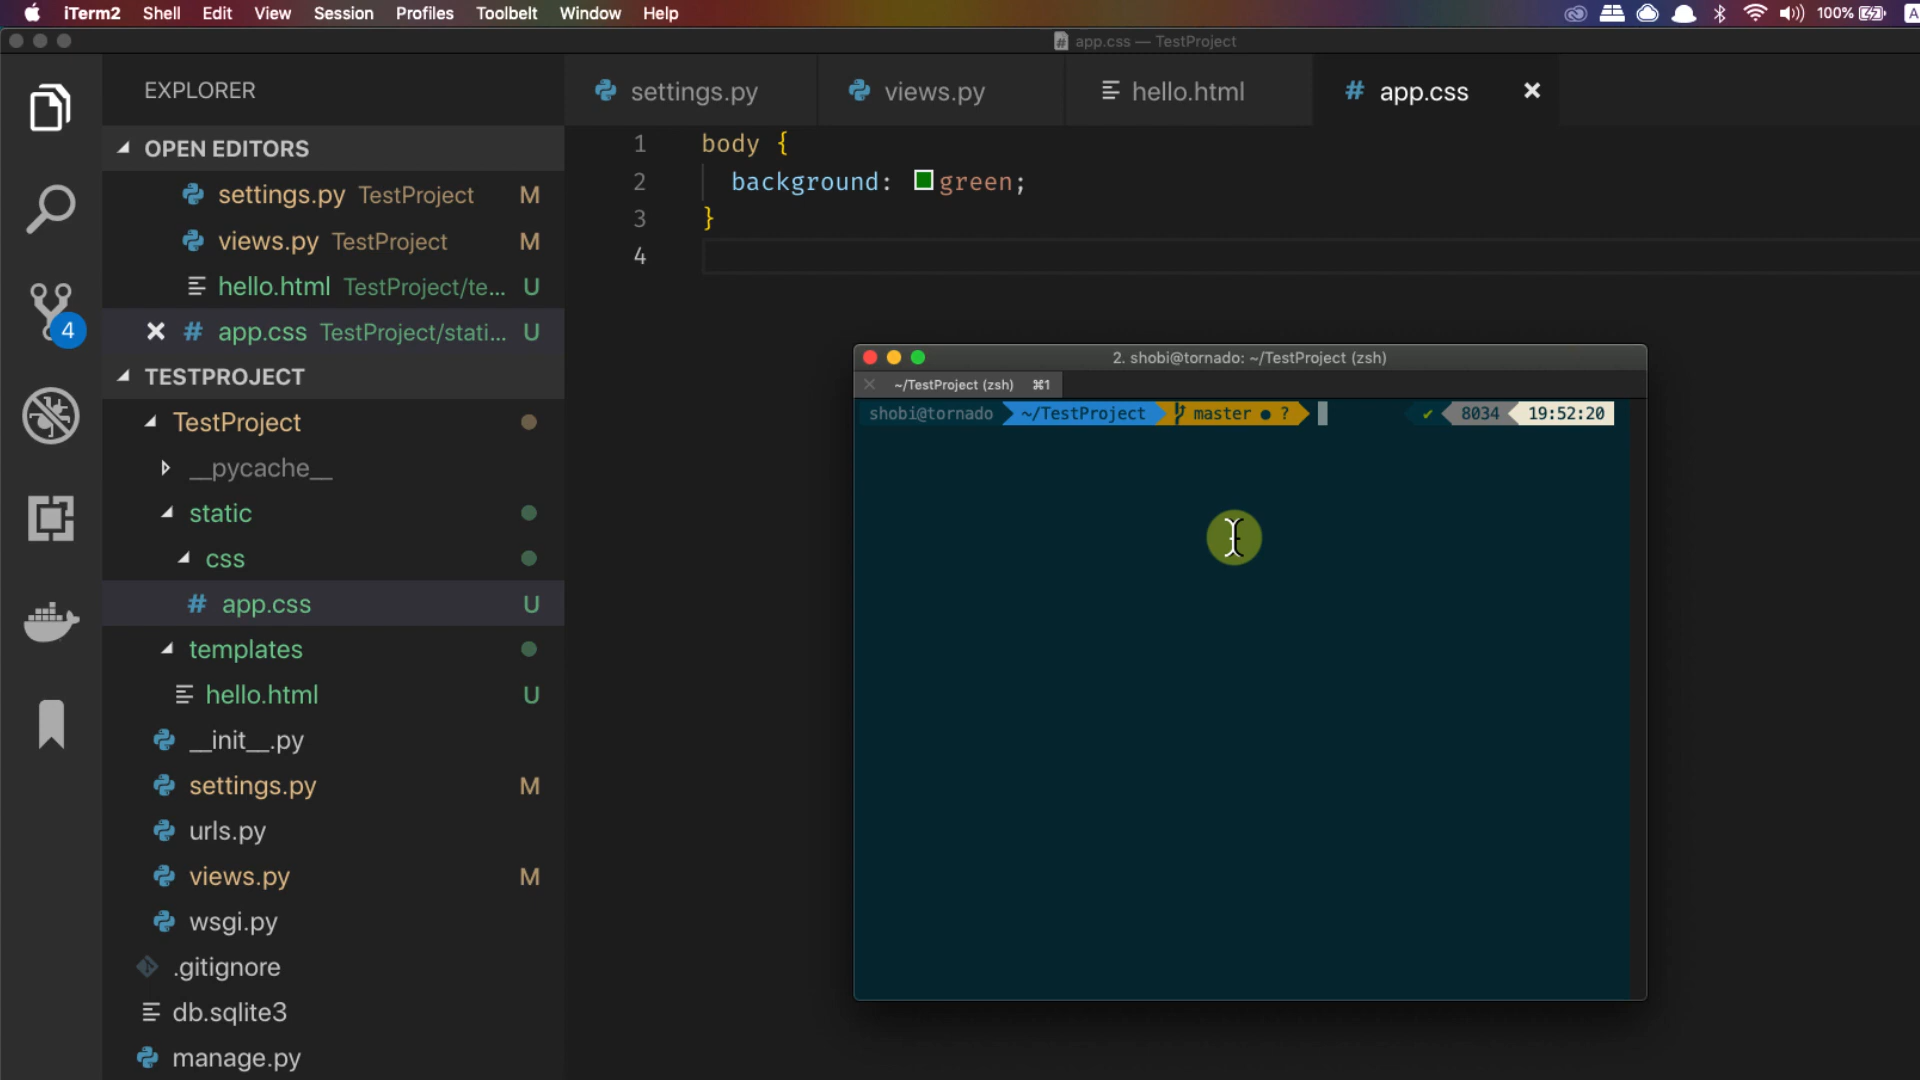 iTerm2 Shell Edit View Session Profiles Toolbelt Window Help 100%
app.css — TestProject
EXPLORER
OPEN EDITORS
settings.py TestProject M
views.py TestProject M
hello.html TestProject/te... U
app.css TestProject/stati... U
4
TESTPROJECT
TestProject
__pycache__
static
css
app.css U
templates
hello.html U
__init__.py
settings.py M
urls.py
views.py M
wsgi.py
.gitignore
db.sqlite3
manage.py
settings.py views.py hello.html # app.css
1 body {
2 background: green;
3 }
4
2. shobi@tornado: ~/TestProject (zsh)
~/TestProject (zsh) ⌘1
shobi@tornado ~/TestProject master ● ? ✔ 8034 19:52:20